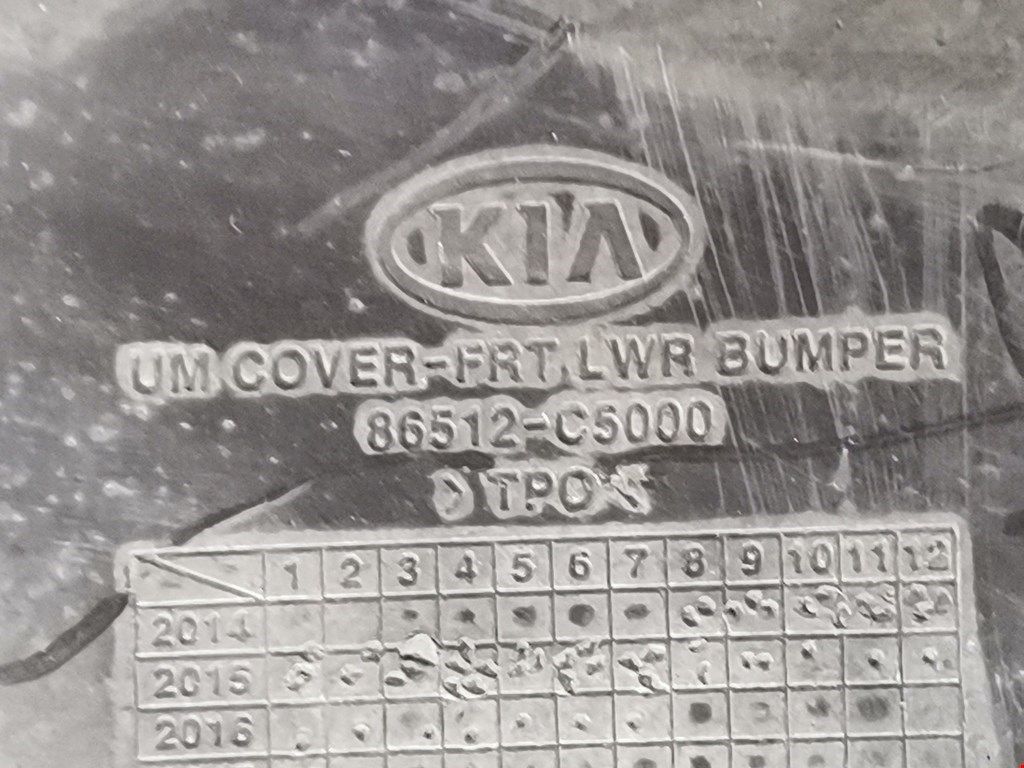 KIA
UM COVER-FRT,LWR BUMPER
86512-C5000
>TPO<
1 2 3 4 5 6 7 8 9 10 11 12
2014
2015
2016